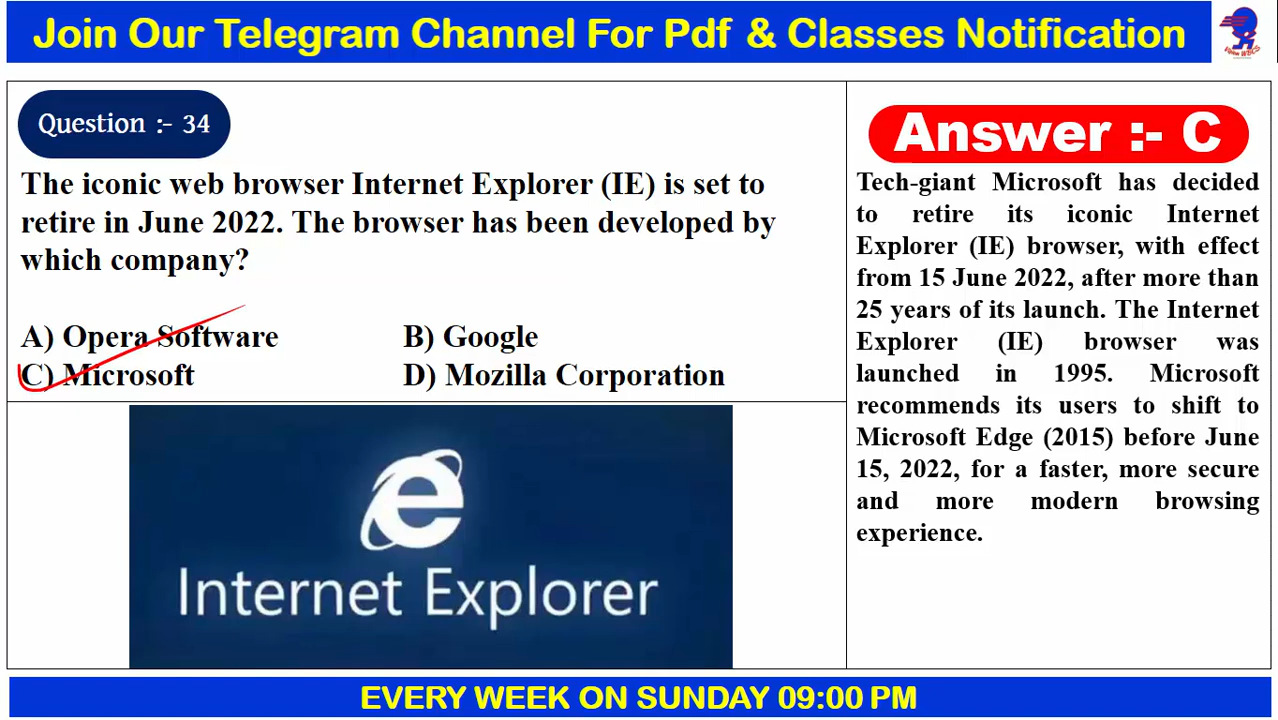 Join Our Telegram Channel For Pdf & Classes Notification
Question :- 34
The iconic web browser Internet Explorer (IE) is set to
retire in June 2022. The browser has been developed by
which company?
A) Opera Software
B) Google
C) Microsoft
D) Mozilla Corporation
Internet Explorer
Answer :- C
Tech-giant Microsoft has decided
to retire its iconic Internet
Explorer (IE) browser, with effect
from 15 June 2022, after more than
25 years of its launch. The Internet
Explorer (IE) browser was
launched in 1995. Microsoft
recommends its users to shift to
Microsoft Edge (2015) before June
15, 2022, for a faster, more secure
and more modern browsing
experience.
EVERY WEEK ON SUNDAY 09:00 PM